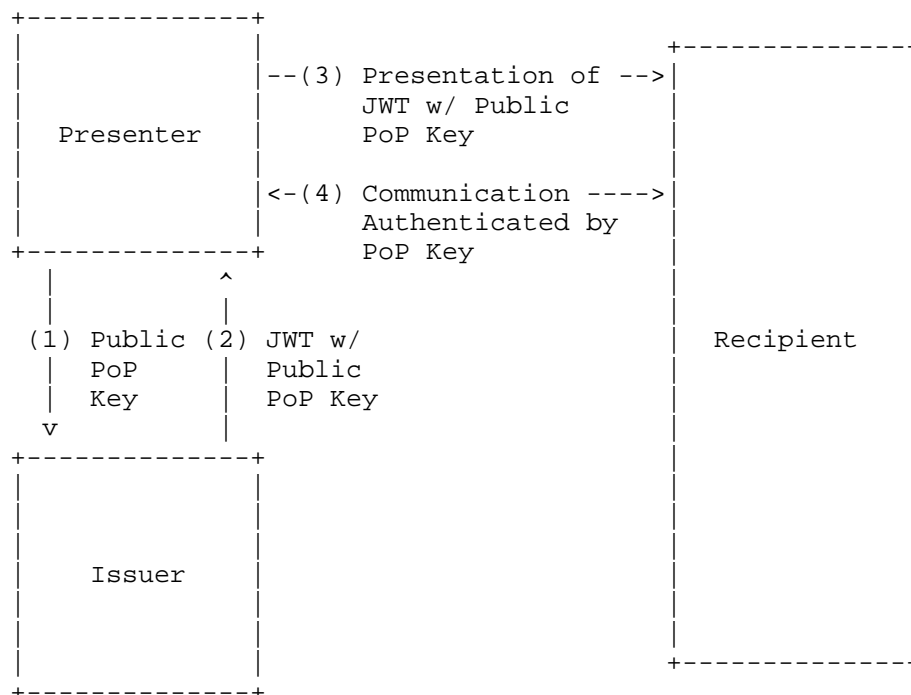 --(3) Presentation of -->
JWT w/ Public
Presenter
PoP Key
<-(4) Communication ---->
Authenticated by
PoP Key
(1) Public (2) JWT w/
PoP
Public
Key
PoP Key
Recipient
Issuer